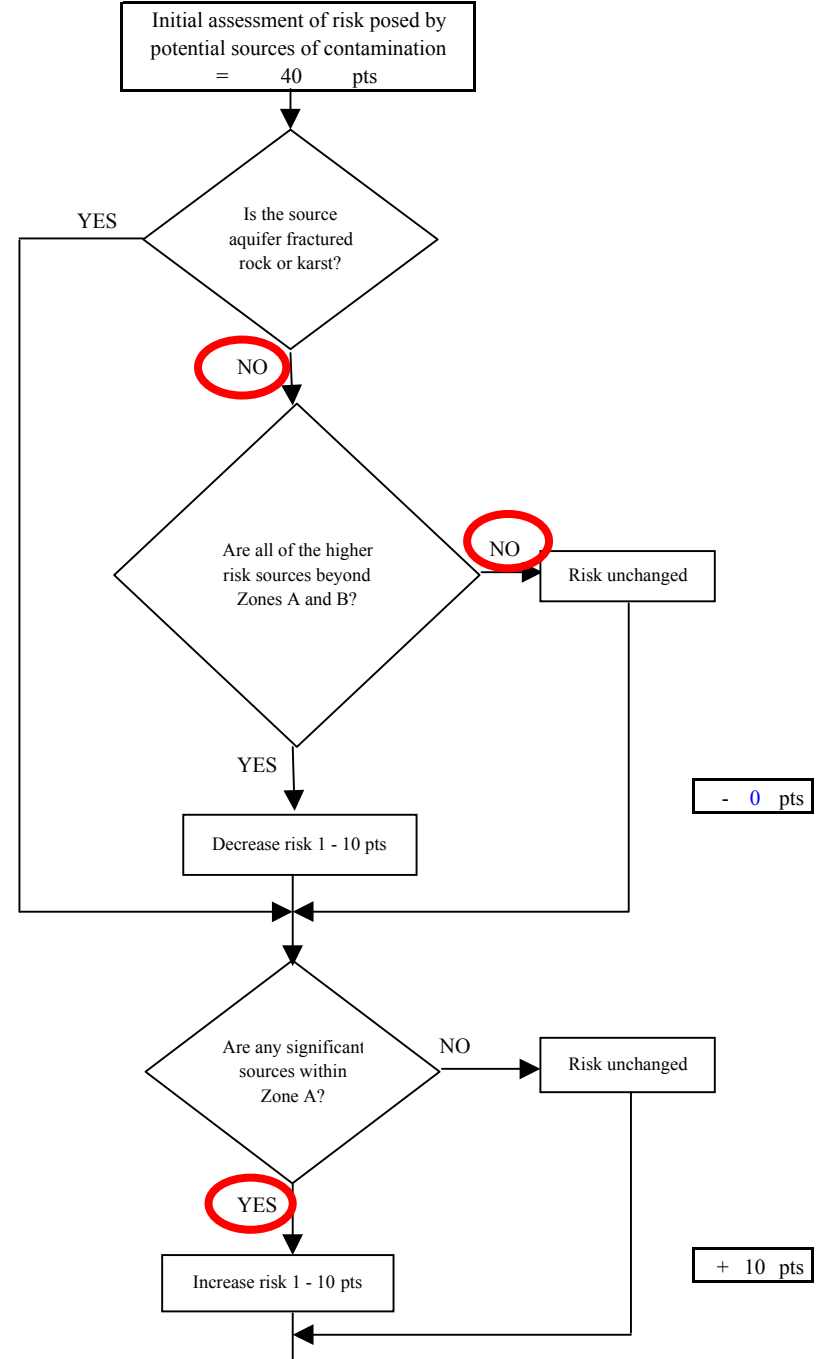 Initial assessment of risk posed by
potential sources of contamination
= 40 pts
YES
Is the source
aquifer fractured
rock or karst?
NO
Are all of the higher
risk sources beyond
Zones A and B?
NO
Risk unchanged
YES
- 0 pts
Decrease risk 1 - 10 pts
Are any significant
sources within
Zone A?
NO
Risk unchanged
YES
+ 10 pts
Increase risk 1 - 10 pts